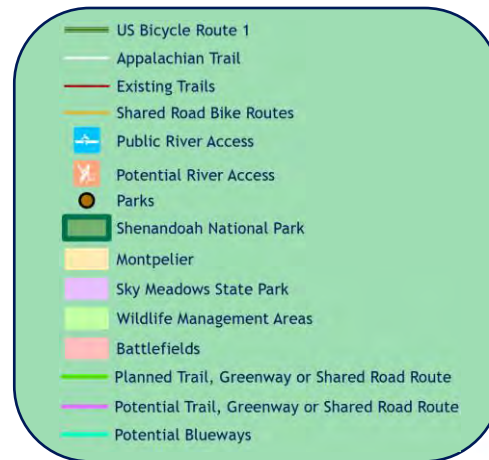 US Bicycle Route 1
Appalachian Trail
Existing Trails
Shared Road Bike Routes
Public River Access
Potential River Access
Parks
Shenandoah National Park
Montpelier
Sky Meadows State Park
Wildlife Management Areas
Battlefields
Planned Trail, Greenway or Shared Road Route
Potential Trail, Greenway or Shared Road Route
Potential Blueways